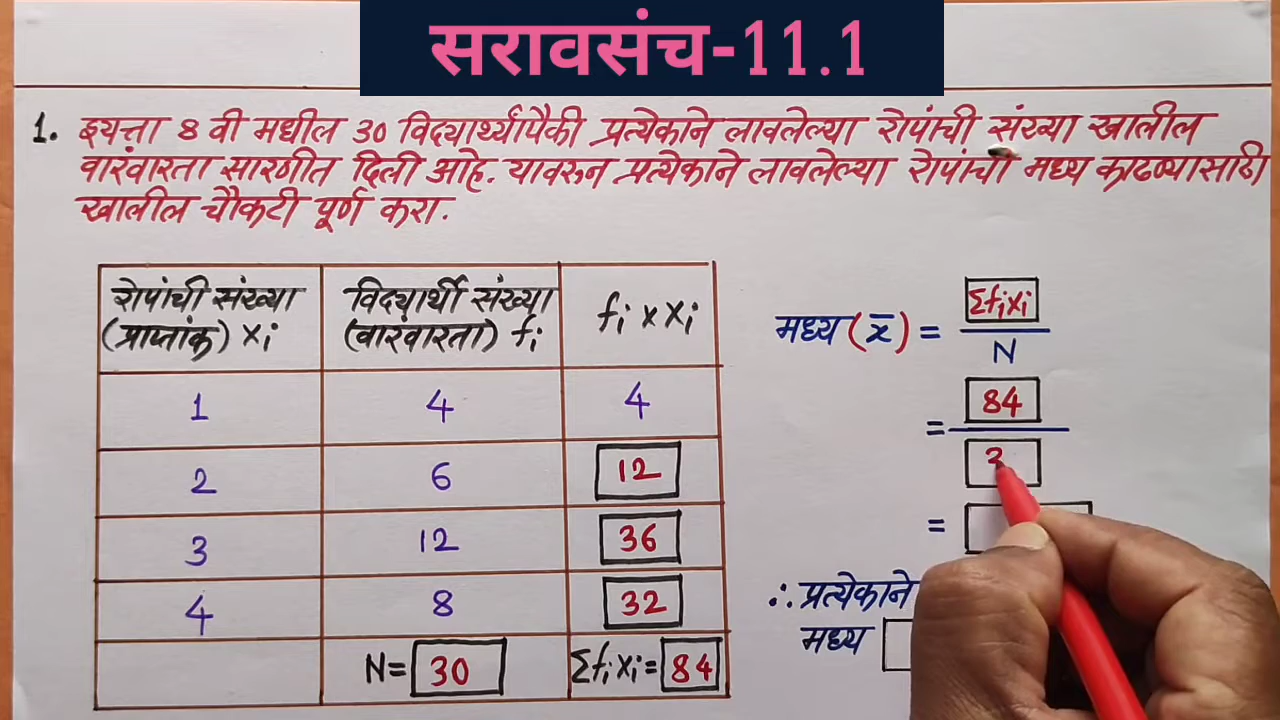 सरावसंच-11.1
1. इयत्ता 8 वी मधील 30 विद्यार्थ्यांपैकी प्रत्येकाने लावलेल्या रोपांची संख्या खालील
वारंवारता सारणीत दिली आहे. यावरून प्रत्येकाने लावलेल्या रोपांचा मध्य काढण्यासाठी
खालील चौकटी पूर्ण करा.
रोपांची संख्या (प्राप्तांक) xi विद्यार्थी संख्या (वारंवारता) fi fi × xi
1 4 4
2 6 12
3 12 36
4 8 32
N= 30 Σfixi= 84
मध्य (x̄) = Σfixi / N
= 84 / 3
=
∴ प्रत्येकाने
मध्य